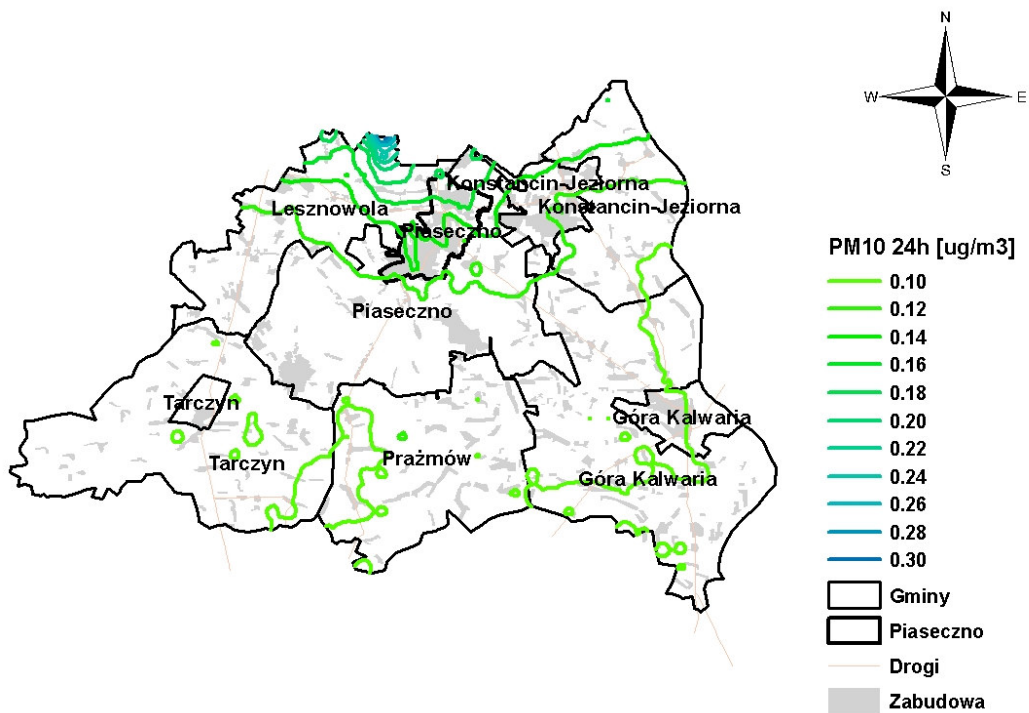 N
W
E
S
Konstancin-Jeziorna
Lesznowola
Konstancin-Jeziorna
Piaseczno
Piaseczno
Tarczyn
Góra Kalwaria
Tarczyn
Prażmów
Góra Kalwaria
PM10 24h [ug/m3]
0.10
0.12
0.14
0.16
0.18
0.20
0.22
0.24
0.26
0.28
0.30
Gminy
Piaseczno
Drogi
Zabudowa